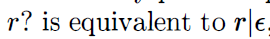 r? is equivalent to r|ϵ,